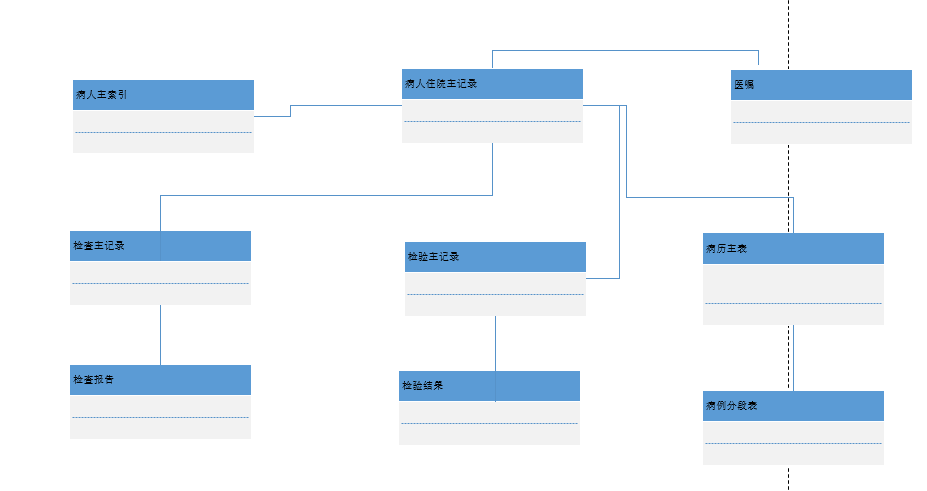 病人主索引
病人住院主记录
医嘱
检查主记录
检验主记录
病历主表
检查报告
检验结果
病例分段表